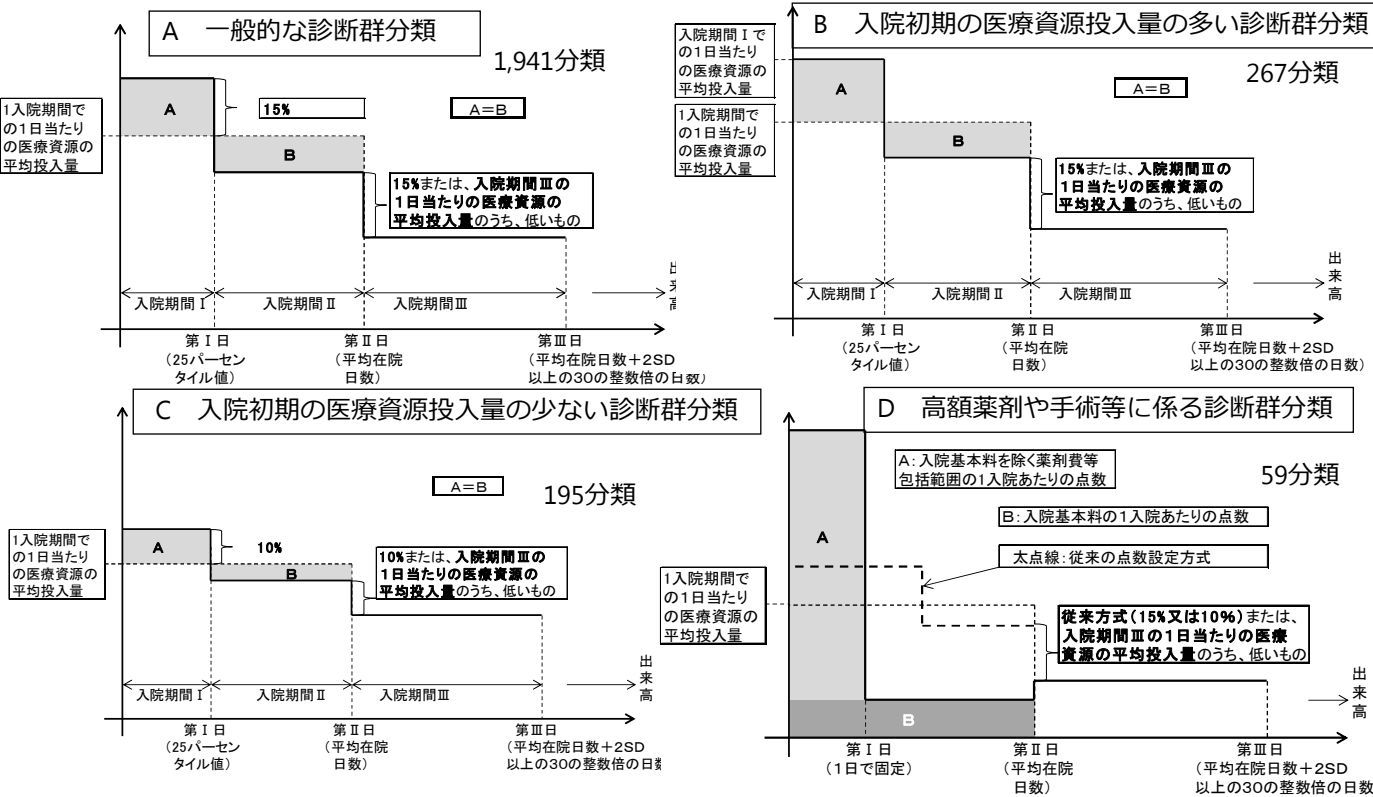 A 一般的な診断群分類
1,941分類
1入院期間で
の1日当たり
の医療資源の
平均投入量
A
15%
A=B
B
15%または、入院期間Ⅲの
1日当たりの医療資源の
平均投入量のうち、低いもの
入院期間Ⅰ
入院期間Ⅱ
入院期間Ⅲ
出来高
第Ⅰ日
(25パーセン
タイル値)
第Ⅱ日
(平均在院
日数)
第Ⅲ日
(平均在院日数+2SD
以上の30の整数倍の日数)
B 入院初期の医療資源投入量の多い診断群分類
267分類
入院期間Ⅰで
の1日当たり
の医療資源の
平均投入量
1入院期間で
の1日当たり
の医療資源の
平均投入量
A
A=B
B
15%または、入院期間Ⅲの
1日当たりの医療資源の
平均投入量のうち、低いもの
入院期間Ⅰ
入院期間Ⅱ
入院期間Ⅲ
出来高
第Ⅰ日
(25パーセン
タイル値)
第Ⅱ日
(平均在院
日数)
第Ⅲ日
(平均在院日数+2SD
以上の30の整数倍の日数)
C 入院初期の医療資源投入量の少ない診断群分類
195分類
A=B
1入院期間で
の1日当たり
の医療資源の
平均投入量
A
10%
B
10%または、入院期間Ⅲの
1日当たりの医療資源の
平均投入量のうち、低いもの
入院期間Ⅰ
入院期間Ⅱ
入院期間Ⅲ
出来高
第Ⅰ日
(25パーセン
タイル値)
第Ⅱ日
(平均在院
日数)
第Ⅲ日
(平均在院日数+2SD
以上の30の整数倍の日数
D 高額薬剤や手術等に係る診断群分類
59分類
A:入院基本料を除く薬剤費等
包括範囲の1入院あたりの点数
B:入院基本料の1入院あたりの点数
太点線:従来の点数設定方式
A
1入院期間で
の1日当たり
の医療資源の
平均投入量
従来方式(15%又は10%)または、
入院期間Ⅲの1日当たりの医療
資源の平均投入量のうち、低いもの
B
出来高
第Ⅰ日
(1日で固定)
第Ⅱ日
(平均在院
日数)
第Ⅲ日
(平均在院日数+2SD
以上の30の整数倍の日数